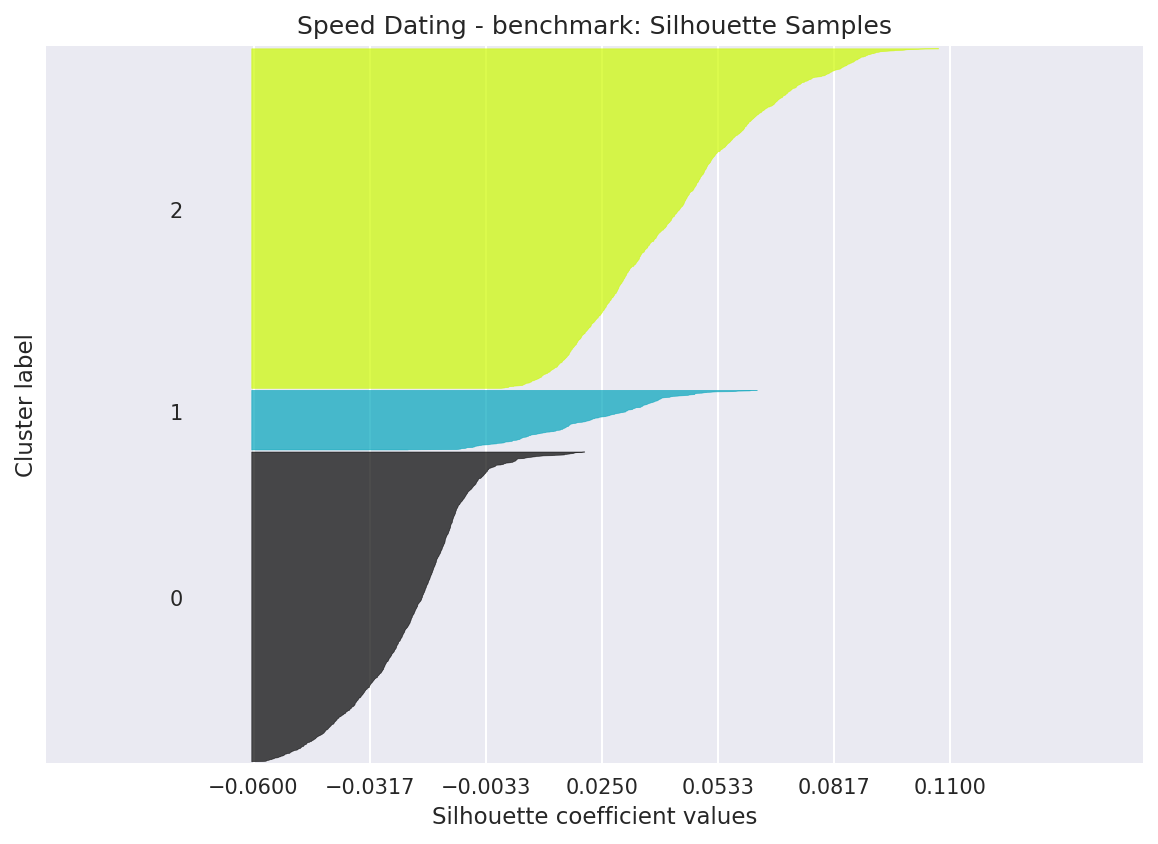 Speed Dating - benchmark: Silhouette Samples
Cluster label
2
1
0
−0.0600 −0.0317 −0.0033 0.0250 0.0533 0.0817 0.1100
Silhouette coefficient values